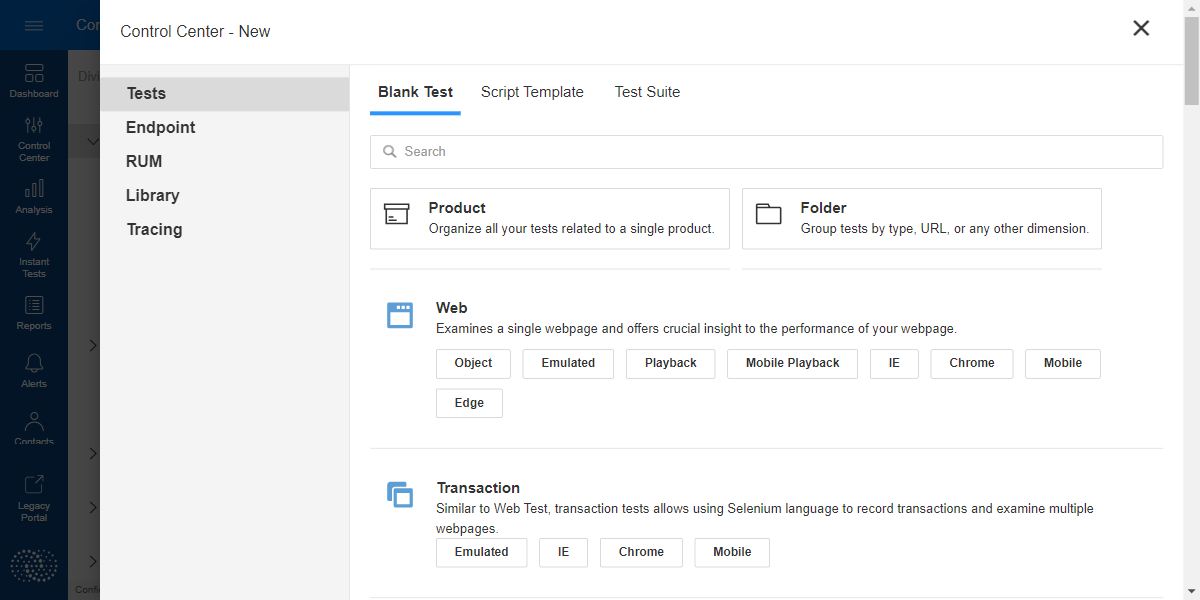 Control Center - New
Dashboard
Control
Center
Analysis
Instant
Tests
Reports
Alerts
Contacts
Legacy
Portal
Tests
Endpoint
RUM
Library
Tracing
Blank Test Script Template Test Suite
Search
Product
Organize all your tests related to a single product.
Folder
Group tests by type, URL, or any other dimension.
Web
Examines a single webpage and offers crucial insight to the performance of your webpage.
Object Emulated Playback Mobile Playback IE Chrome Mobile
Edge
Transaction
Similar to Web Test, transaction tests allows using Selenium language to record transactions and examine multiple
webpages.
Emulated IE Chrome Mobile